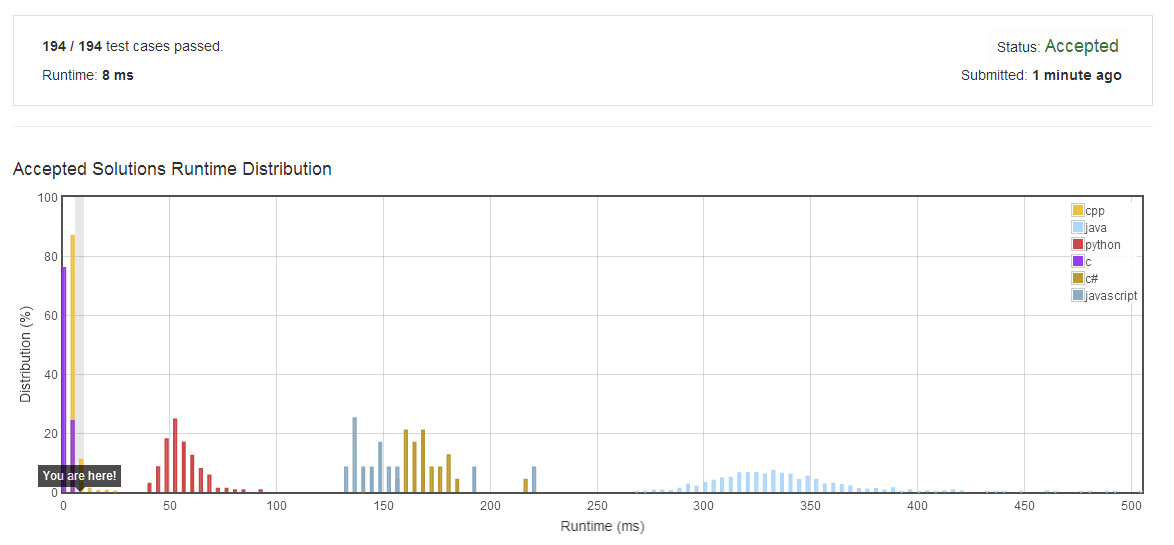 194 / 194 test cases passed.
Status: Accepted
Runtime: 8 ms
Submitted: 1 minute ago
Accepted Solutions Runtime Distribution
100
80
60
40
20
0
Distribution (%)
cpp
java
python
c
c#
javascript
You are here!
0 50 100 150 200 250 300 350 400 450 500
Runtime (ms)